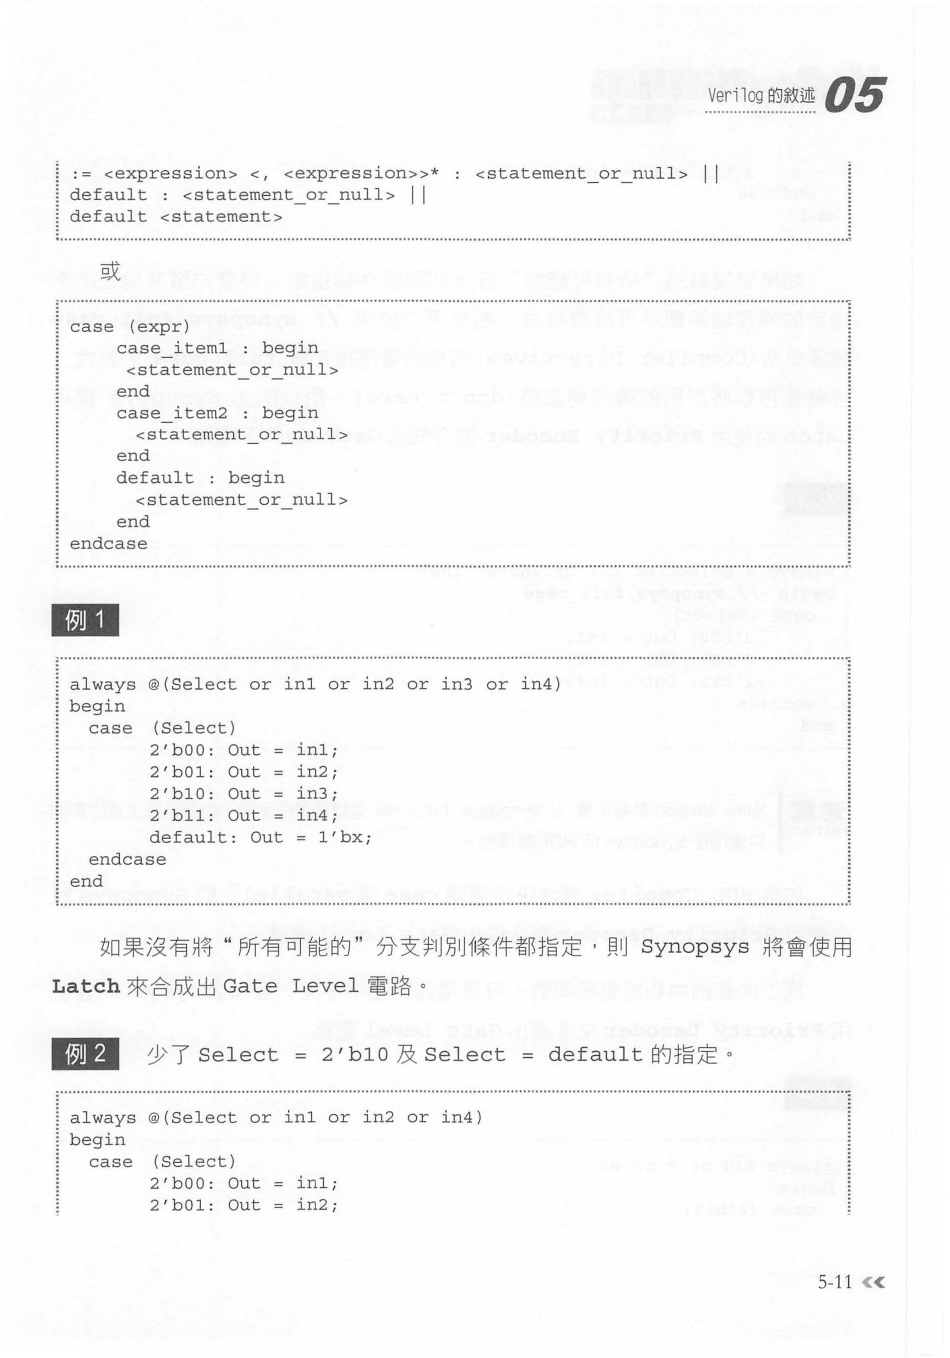 Verilog 的敘述 05
:= <expression> <, <expression>>* : <statement_or_null> ||
default : <statement_or_null> ||
default <statement>
或
case (expr)
case_item1 : begin
<statement_or_null>
end
case_item2 : begin
<statement_or_null>
end
default : begin
<statement_or_null>
end
endcase
例 1
always @(Select or in1 or in2 or in3 or in4)
begin
case (Select)
2'b00: Out = in1;
2'b01: Out = in2;
2'b10: Out = in3;
2'b11: Out = in4;
default: Out = 1'bx;
endcase
end
如果沒有將“所有可能的”分支判別條件都指定，則 Synopsys 將會使用
Latch 來合成出 Gate Level 電路。
例 2 少了 Select = 2'b10 及 Select = default 的指定。
always @(Select or in1 or in2 or in4)
begin
case (Select)
2'b00: Out = in1;
2'b01: Out = in2;
5-11 <<